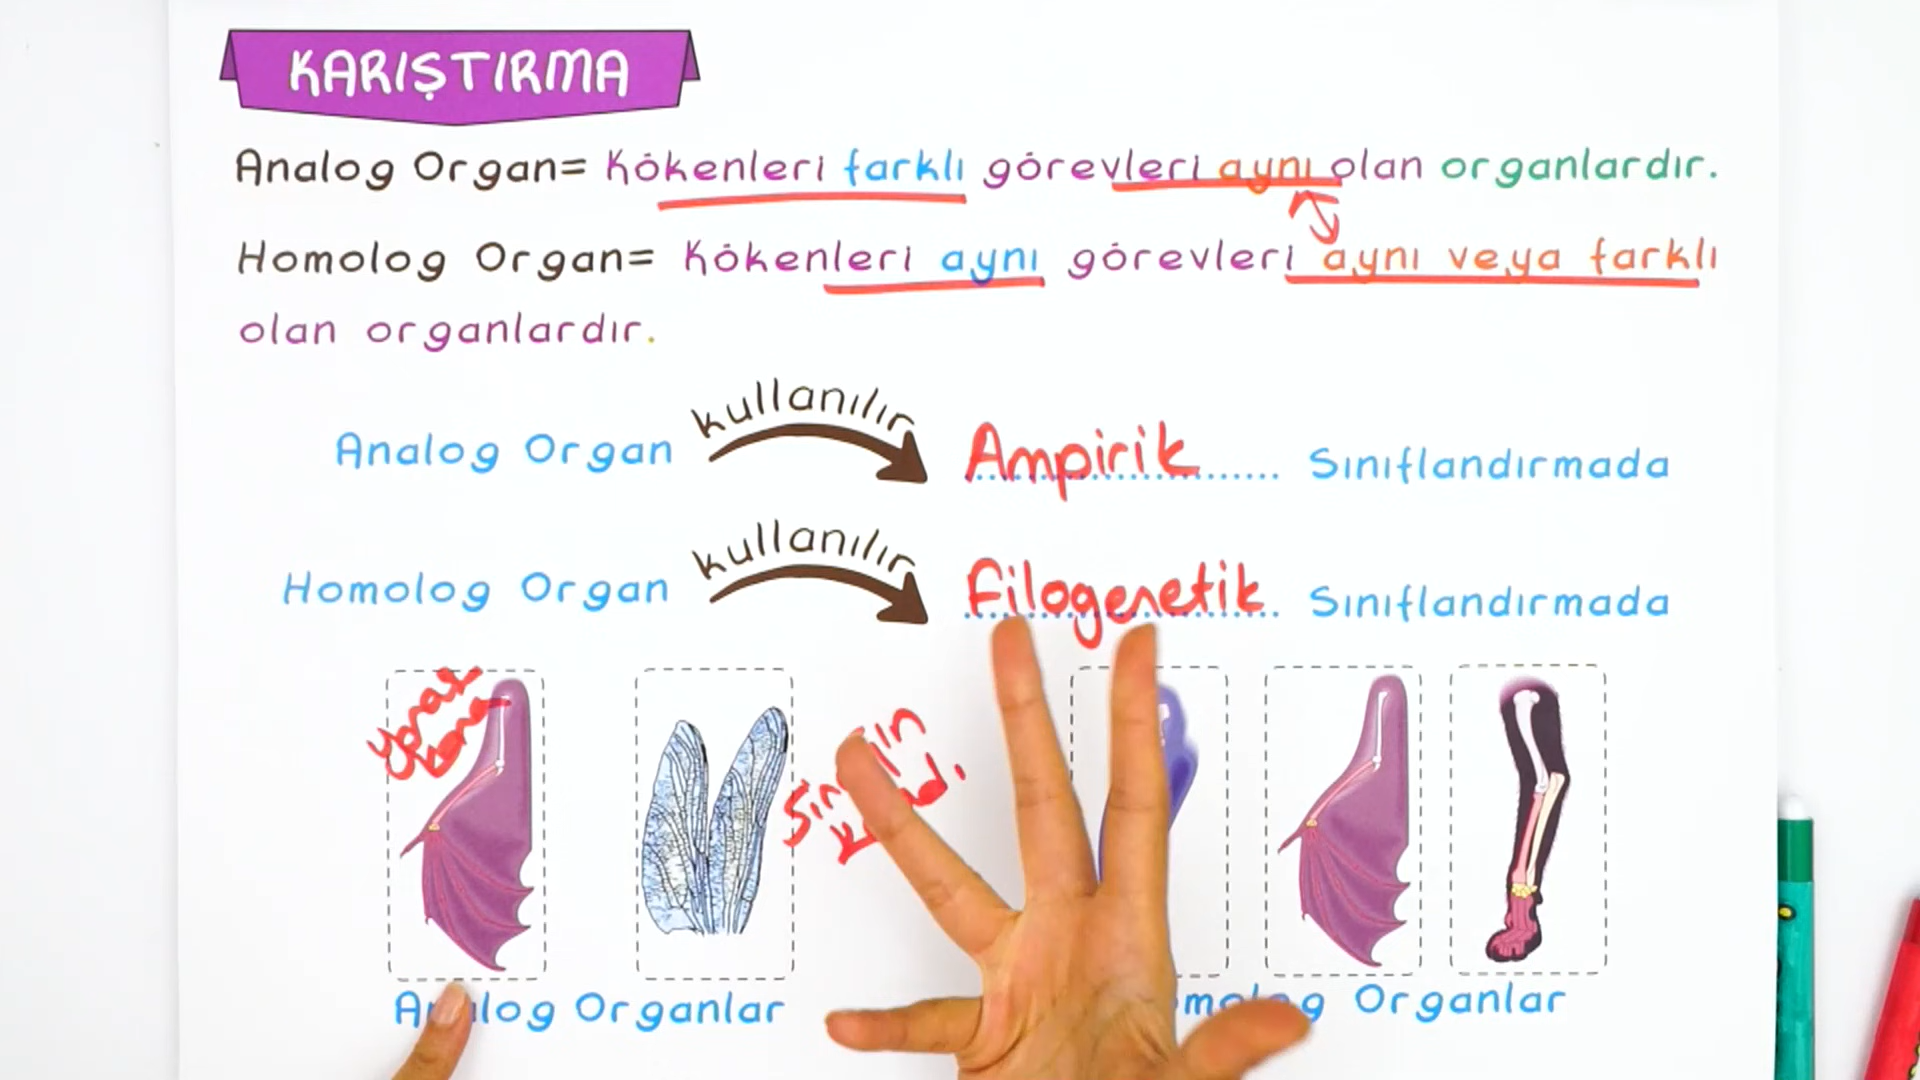 KARIŞTIRMA
Analog Organ= Kökenleri farklı görevleri aynı olan organlardır.
Homolog Organ= Kökenleri aynı görevleri aynı veya farklı
olan organlardır.
kullanılır
Analog Organ Ampirik Sınıflandırmada
kullanılır
Homolog Organ Filogenetik Sınıflandırmada
yarasa
Organlar
Organlar